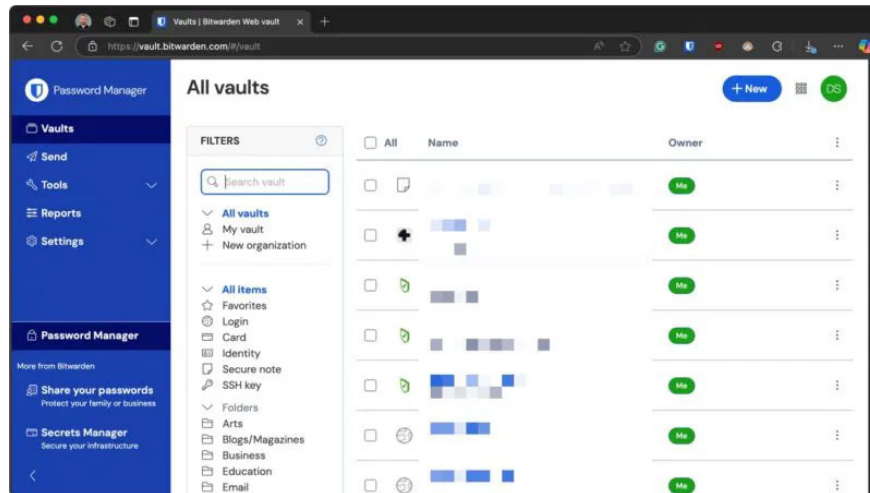 Vaults | Bitwarden Web vault
https://vault.bitwarden.com/#/vault
Password Manager
All vaults
+ New
DS
Vaults
Send
Tools
Reports
Settings
Password Manager
More from Bitwarden
Share your passwords
Protect your family or business
Secrets Manager
Secure your infrastructure
FILTERS
Search vault
All vaults
My vault
New organization
All items
Favorites
Login
Card
Identity
Secure note
SSH key
Folders
Arts
Blogs/Magazines
Business
Education
Email
All Name Owner
Me
Me
Me
Me
Me
Me
Me